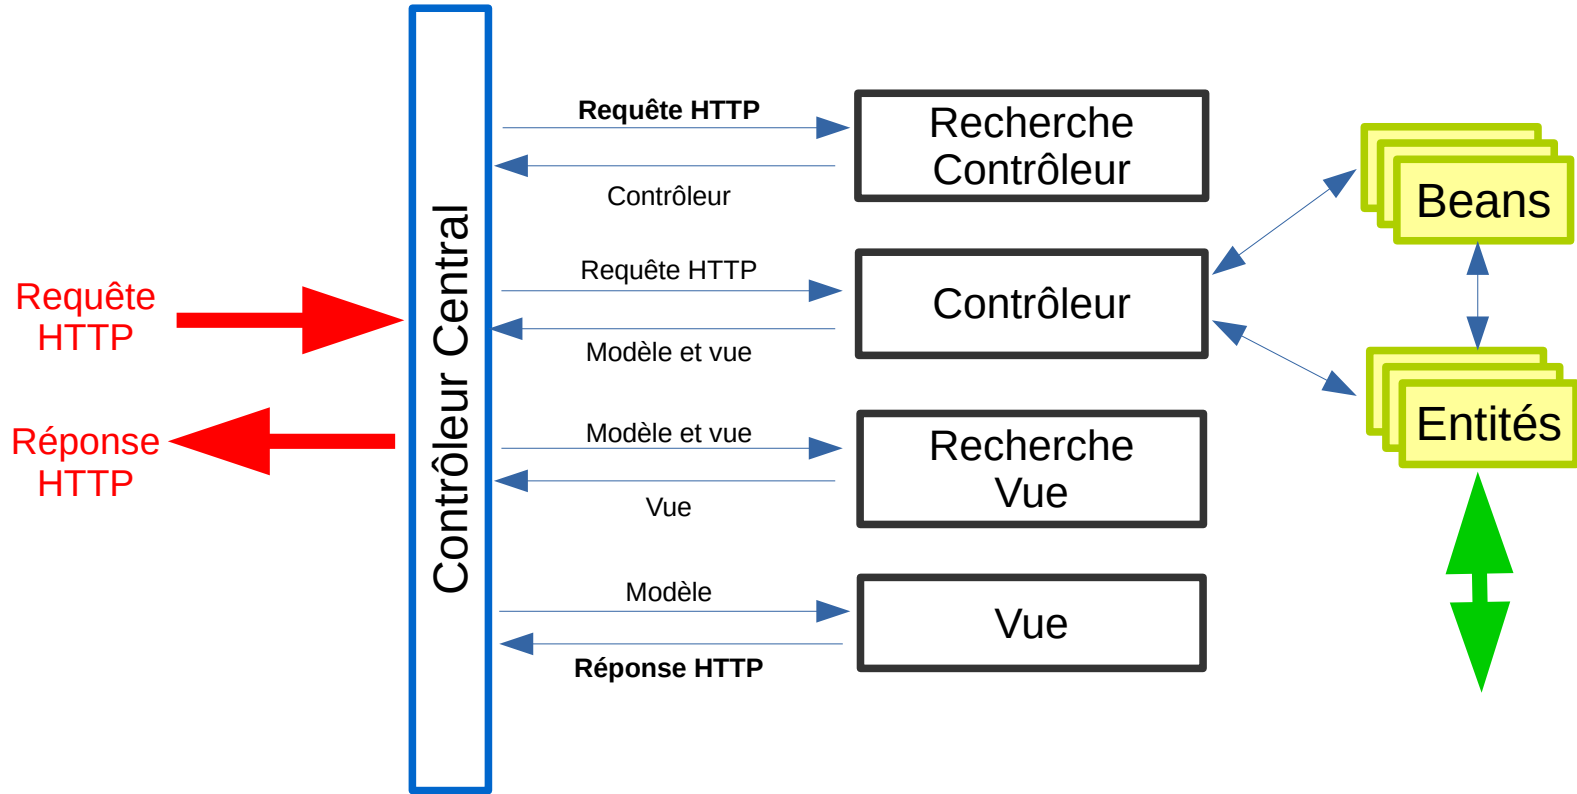 Requête
HTTP
Réponse
HTTP
Contrôleur Central
Requête HTTP
Contrôleur
Requête HTTP
Modèle et vue
Modèle et vue
Vue
Modèle
Réponse HTTP
Recherche
Contrôleur
Contrôleur
Recherche
Vue
Vue
Beans
Entités